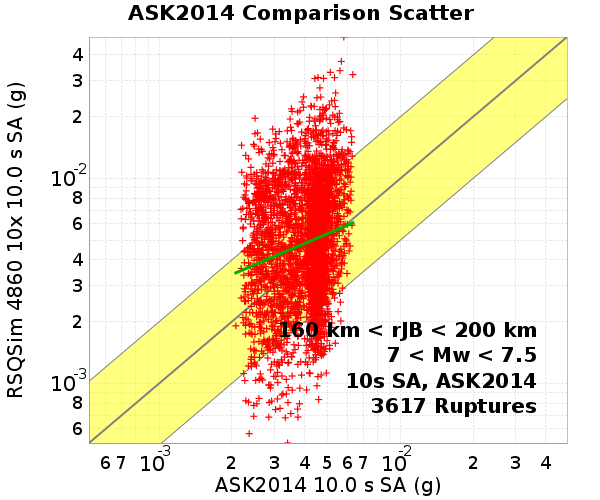 ASK2014 Comparison Scatter
RSQSim 4860 10x 10.0 s SA (g)
4
3
2
10-2
8
6
4
3
2
10-3
8
6
160 km < rJB < 200 km
7 < Mw < 7.5
10s SA, ASK2014
3617 Ruptures
6 7 10-3 2 3 4 5 6 7 10-2 2 3 4
ASK2014 10.0 s SA (g)